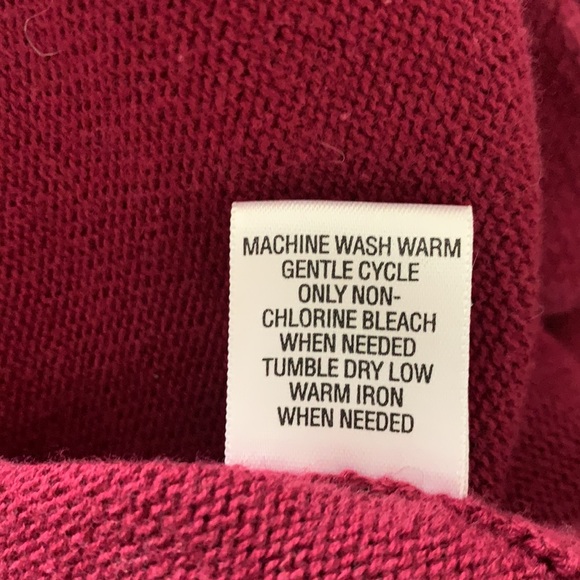 MACHINE WASH WARM
GENTLE CYCLE
ONLY NON-
CHLORINE BLEACH
WHEN NEEDED
TUMBLE DRY LOW
WARM IRON
WHEN NEEDED